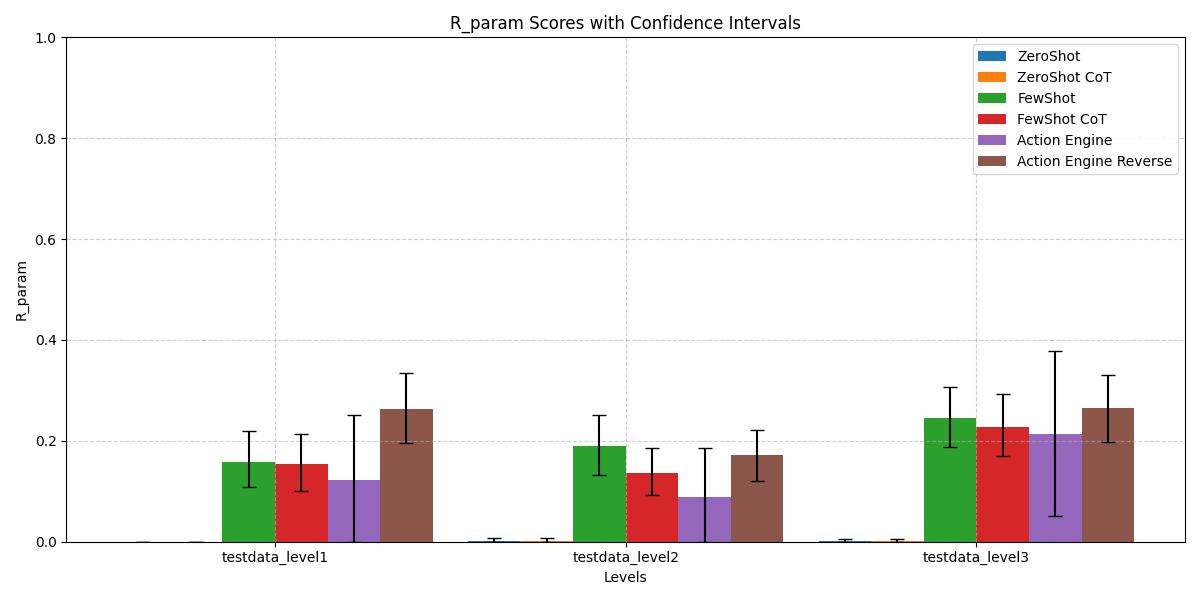 R_param Scores with Confidence Intervals
1.0
0.8
0.6
0.4
0.2
0.0
R_param
ZeroShot
ZeroShot CoT
FewShot
FewShot CoT
Action Engine
Action Engine Reverse
testdata_level1
testdata_level2
testdata_level3
Levels